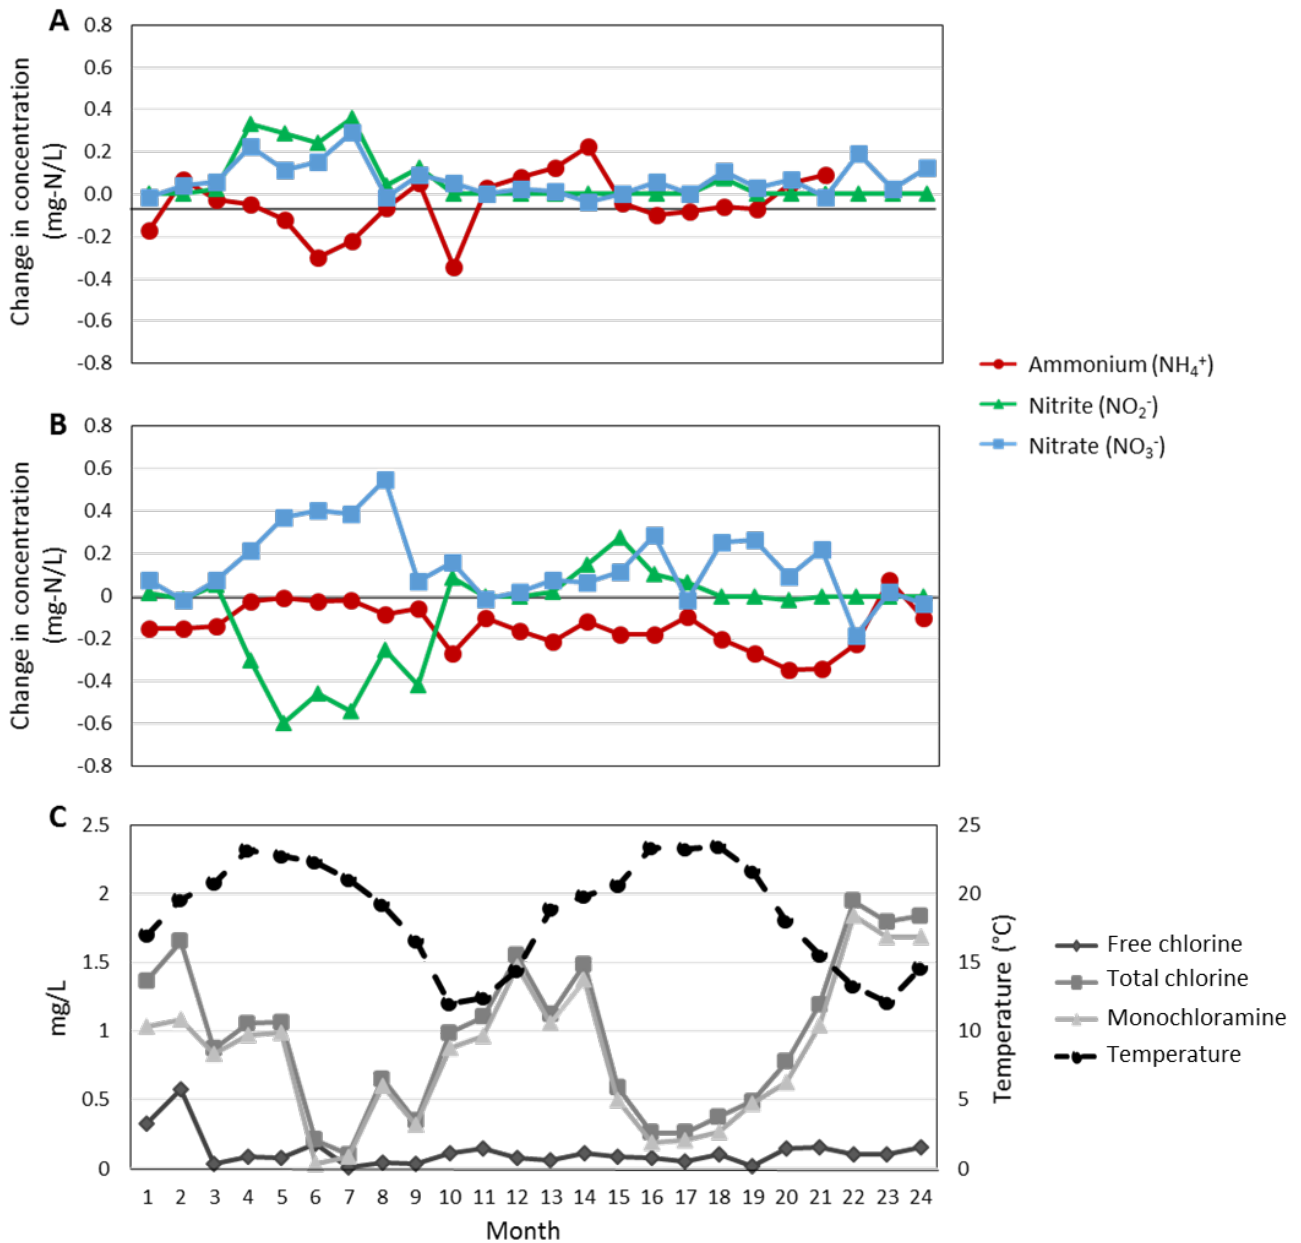 A
0.8
0.6
0.4
0.2
0.0
-0.2
-0.4
-0.6
-0.8
Change in concentration
(mg-N/L)
Ammonium (NH₄⁺)
Nitrite (NO₂⁻)
Nitrate (NO₃⁻)
B
0.8
0.6
0.4
0.2
0
-0.2
-0.4
-0.6
-0.8
Change in concentration
(mg-N/L)
C
2.5
2
1.5
1
0.5
0
mg/L
25
20
15
10
5
0
Temperature (°C)
Free chlorine
Total chlorine
Monochloramine
Temperature
1 2 3 4 5 6 7 8 9 10 11 12 13 14 15 16 17 18 19 20 21 22 23 24
Month